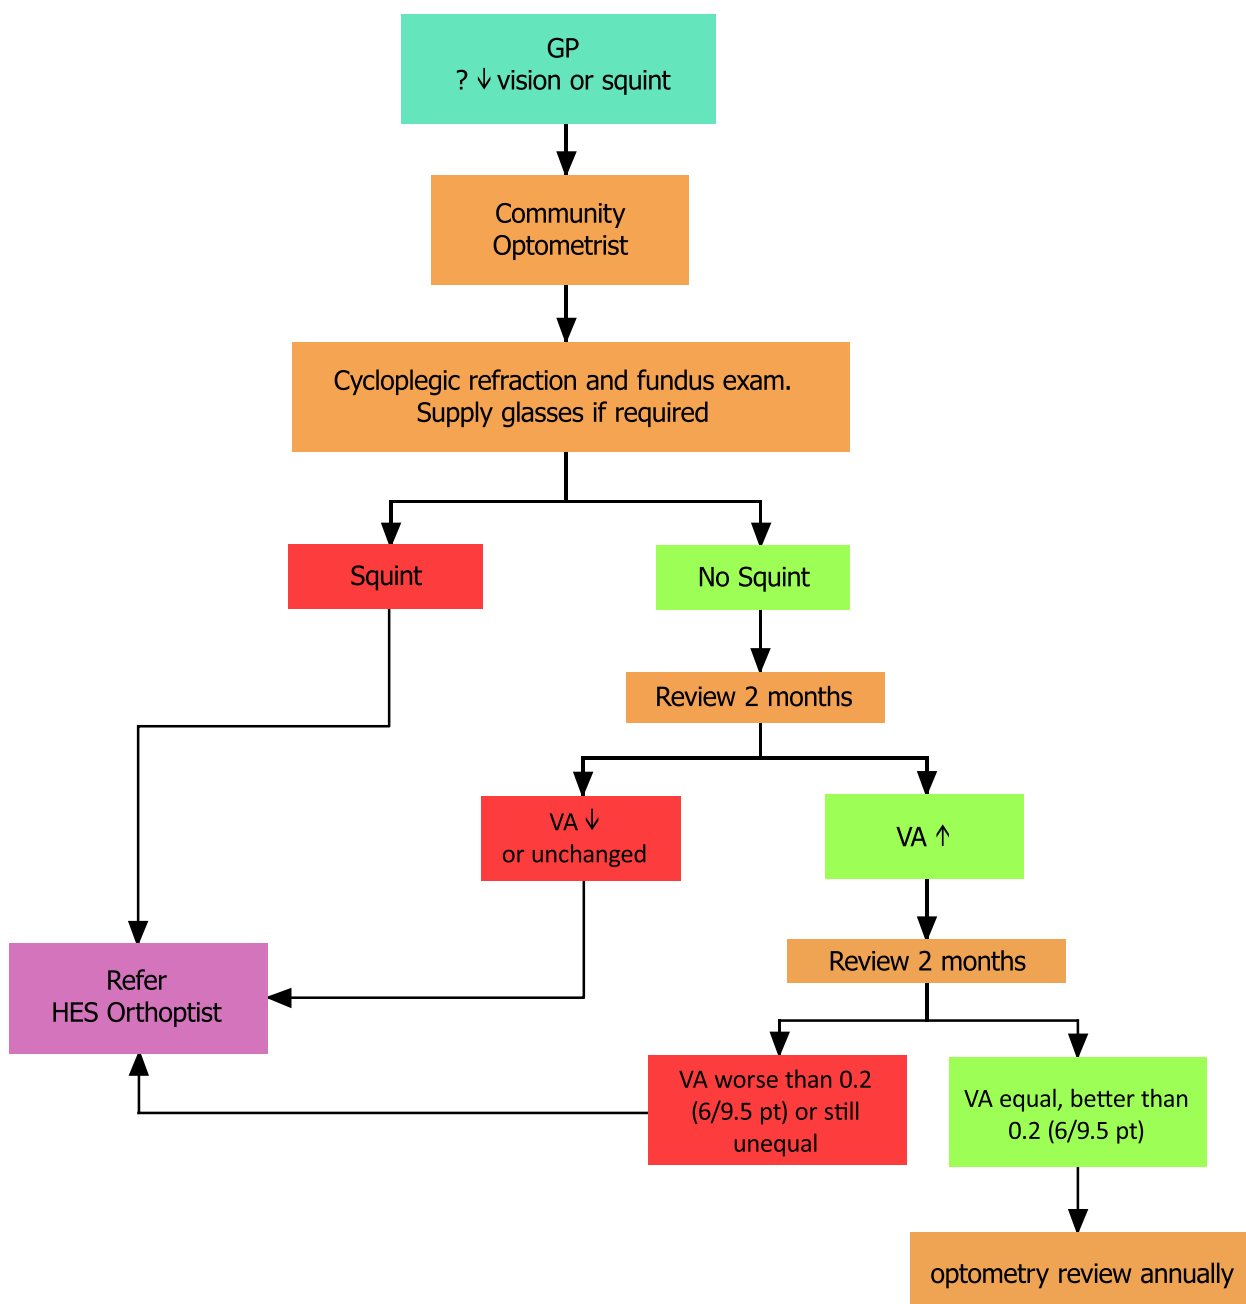 GP
? ↓ vision or squint
Community
Optometrist
Cycloplegic refraction and fundus exam.
Supply glasses if required
Squint
No Squint
Review 2 months
VA ↓
or unchanged
VA ↑
Refer
HES Orthoptist
Review 2 months
VA worse than 0.2
(6/9.5 pt) or still
unequal
VA equal, better than
0.2 (6/9.5 pt)
optometry review annually